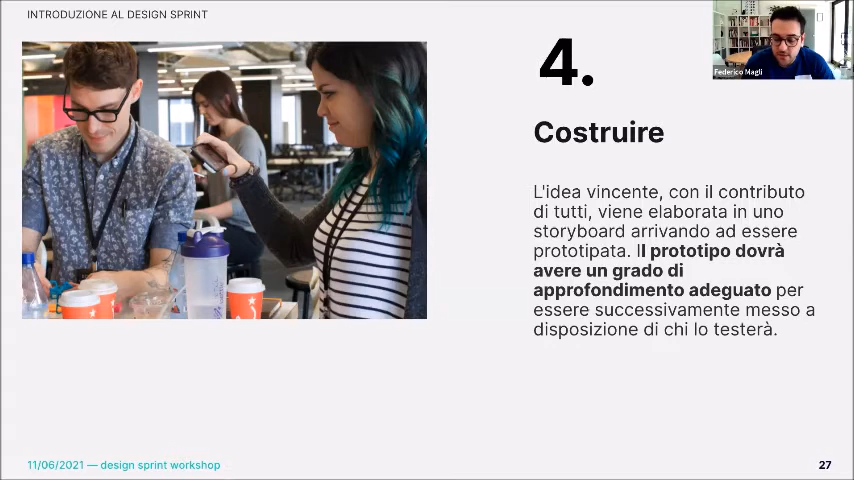 INTRODUZIONE AL DESIGN SPRINT
4.
Federico Magli
Costruire
L'idea vincente, con il contributo
di tutti, viene elaborata in uno
storyboard arrivando ad essere
prototipata. Il prototipo dovrà
avere un grado di
approfondimento adeguato per
essere successivamente messo a
disposizione di chi lo testerà.
11/06/2021 — design sprint workshop
27